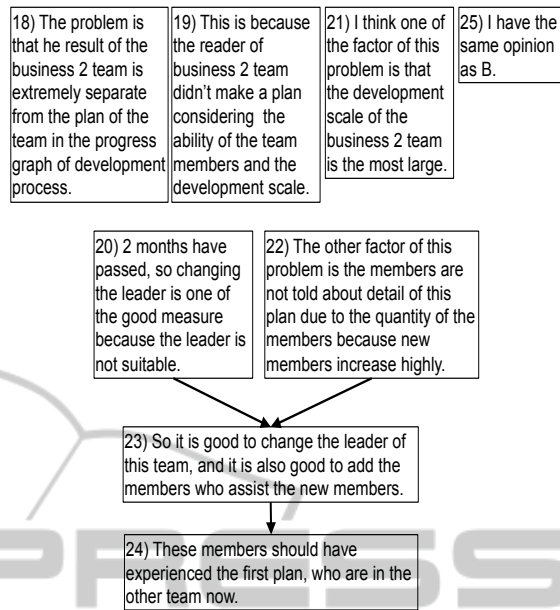 18) The problem is
that he result of the
business 2 team is
extremely separate
from the plan of the
team in the progress
graph of development
process.
19) This is because
the reader of
business 2 team
didn't make a plan
considering the
ability of the team
members and the
development scale.
21) I think one of
the factor of this
problem is that
the development
scale of the
business 2 team
is the most large.
25) I have the
same opinion
as B.
20) 2 months have
passed, so changing
the leader is one of
the good measure
because the leader is
not suitable.
22) The other factor of this
problem is the members are
not told about detail of this
plan due to the quantity of the
members because new
members increase highly.
23) So it is good to change the leader of
this team, and it is also good to add the
members who assist the new members.
24) These members should have
experienced the first plan, who are in the
other team now.